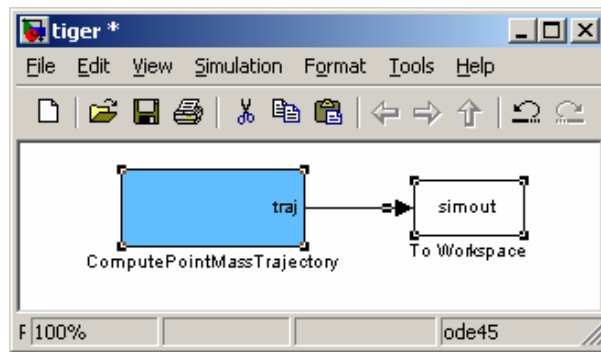 tiger *
File Edit View Simulation Format Tools Help
traj
simout
ComputePointMassTrajectory
To Workspace
F 100% ode45